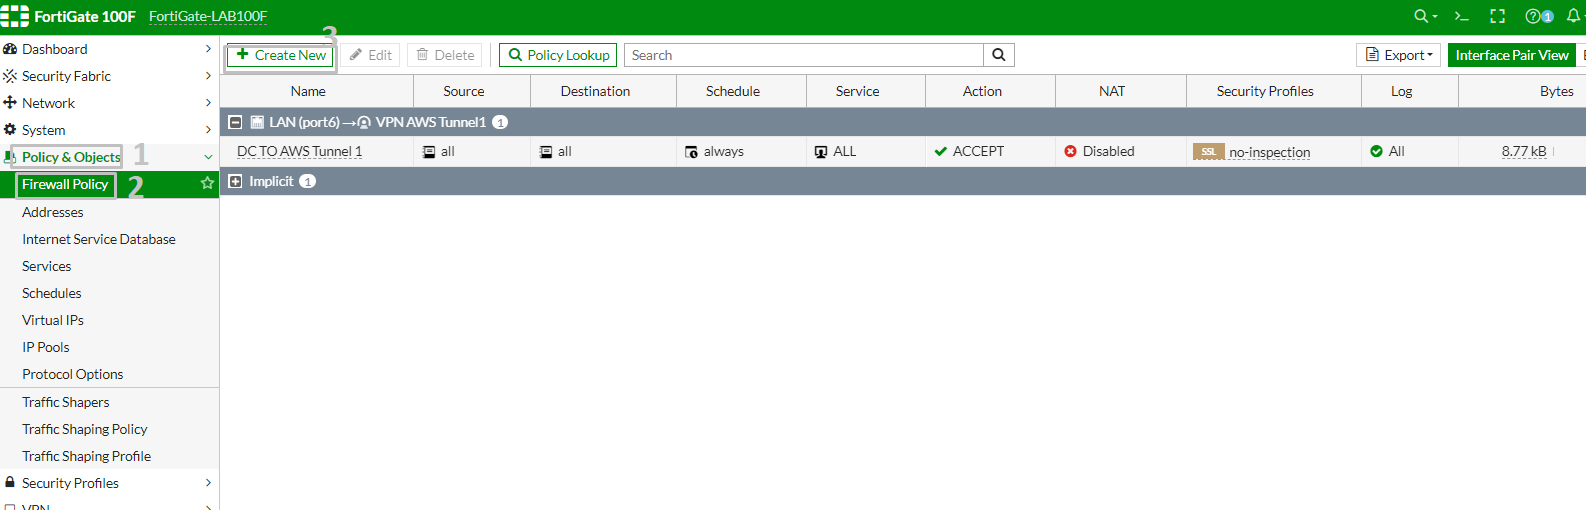 FortiGate 100F FortiGate-LAB100F 1
Dashboard
Security Fabric
Network
System
Policy & Objects 1
Firewall Policy 2
Addresses
Internet Service Database
Services
Schedules
Virtual IPs
IP Pools
Protocol Options
Traffic Shapers
Traffic Shaping Policy
Traffic Shaping Profile
Security Profiles
VPN
3
Create New Edit Delete Policy Lookup Search Export Interface Pair View
Name Source Destination Schedule Service Action NAT Security Profiles Log Bytes
LAN (port6) → VPN AWS Tunnel1 1
DC TO AWS Tunnel 1 all all always ALL ACCEPT Disabled SSL no-inspection All 8.77 kB
Implicit 1